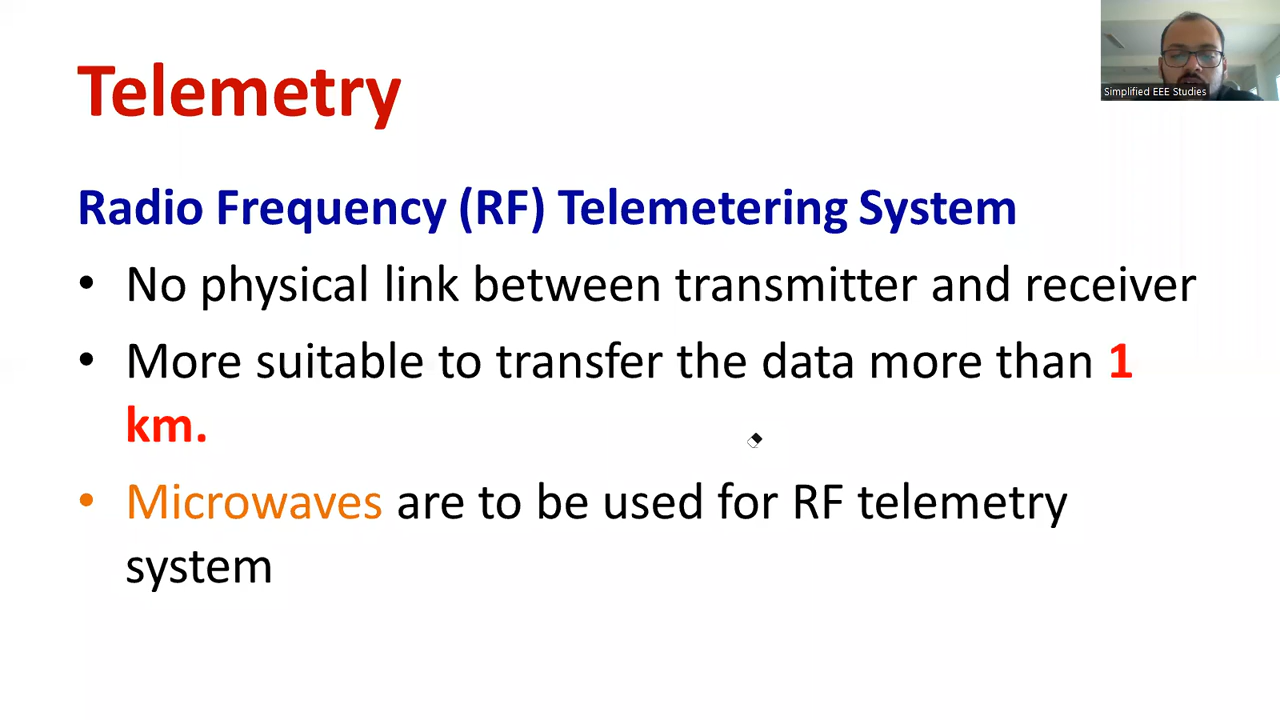 Telemetry
Simplified EEE Studies
Radio Frequency (RF) Telemetering System
• No physical link between transmitter and receiver
• More suitable to transfer the data more than 1
km.
• Microwaves are to be used for RF telemetry
system